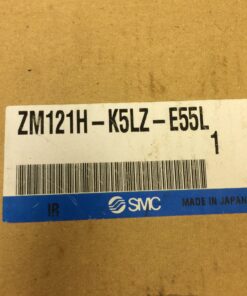 ZM121H-K5LZ-E55L
1
IR SMC MADE IN JAPAN